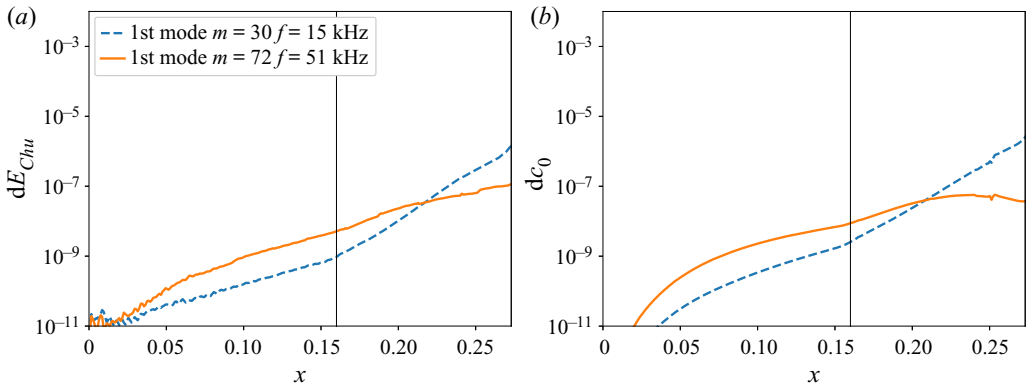 (a)
1st mode m = 30 f = 15 kHz
1st mode m = 72 f = 51 kHz
10⁻³
10⁻⁵
10⁻⁷
10⁻⁹
10⁻¹¹
dE_Chu
0 0.05 0.10 0.15 0.20 0.25
x
(b)
10⁻³
10⁻⁵
10⁻⁷
10⁻⁹
10⁻¹¹
dc₀
0 0.05 0.10 0.15 0.20 0.25
x